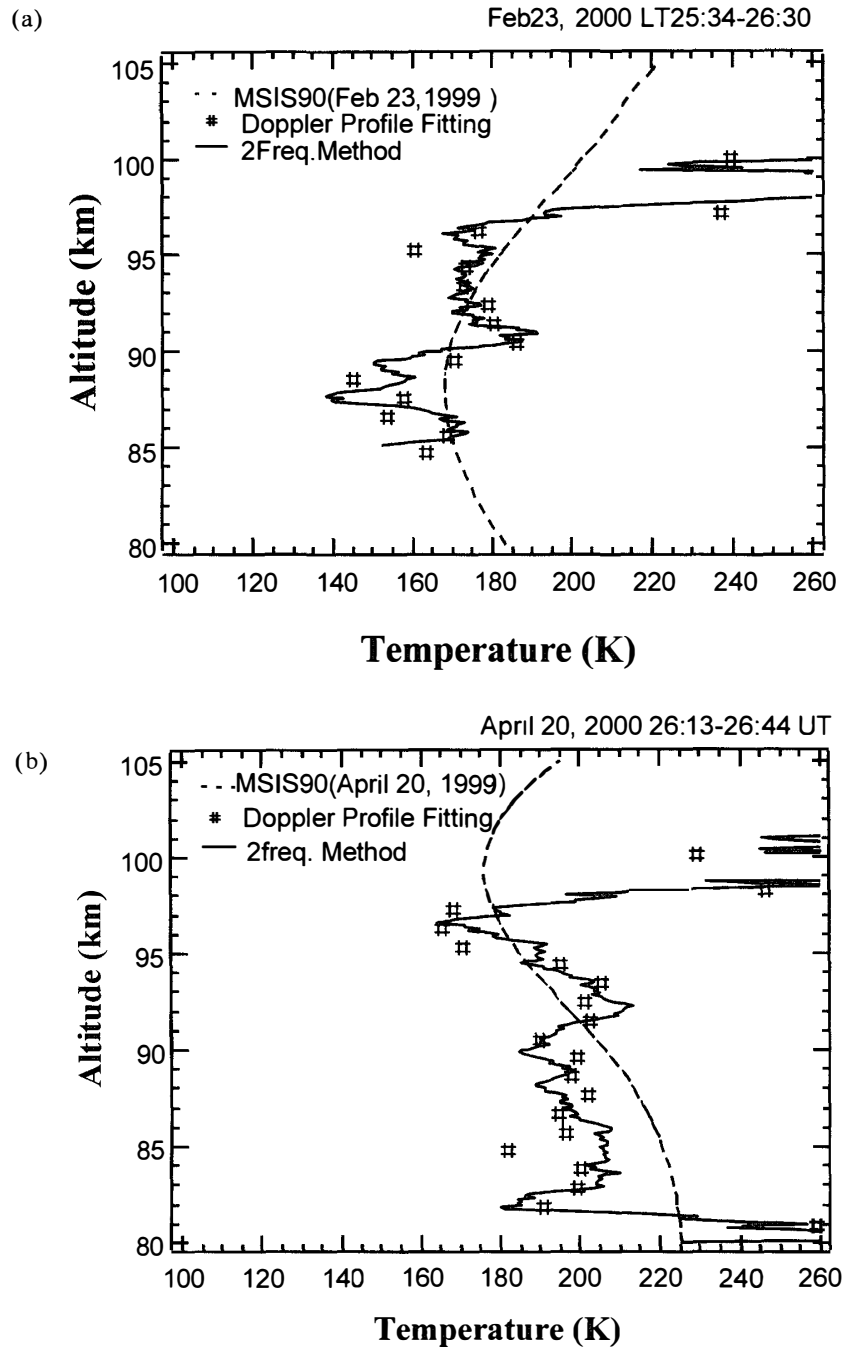 (a)
Feb23, 2000 LT25:34-26:30
105
100
95
90
85
80
Altitude (km)
- - MSIS90(Feb 23,1999 )
# Doppler Profile Fitting
— 2Freq.Method
100 120 140 160 180 200 220 240 260
Temperature (K)
(b)
April 20, 2000 26:13-26:44 UT
105
100
95
90
85
80
Altitude (km)
- - -MSIS90(April 20, 1999)
# Doppler Profile Fitting
— 2freq. Method
100 120 140 160 180 200 220 240 260
Temperature (K)